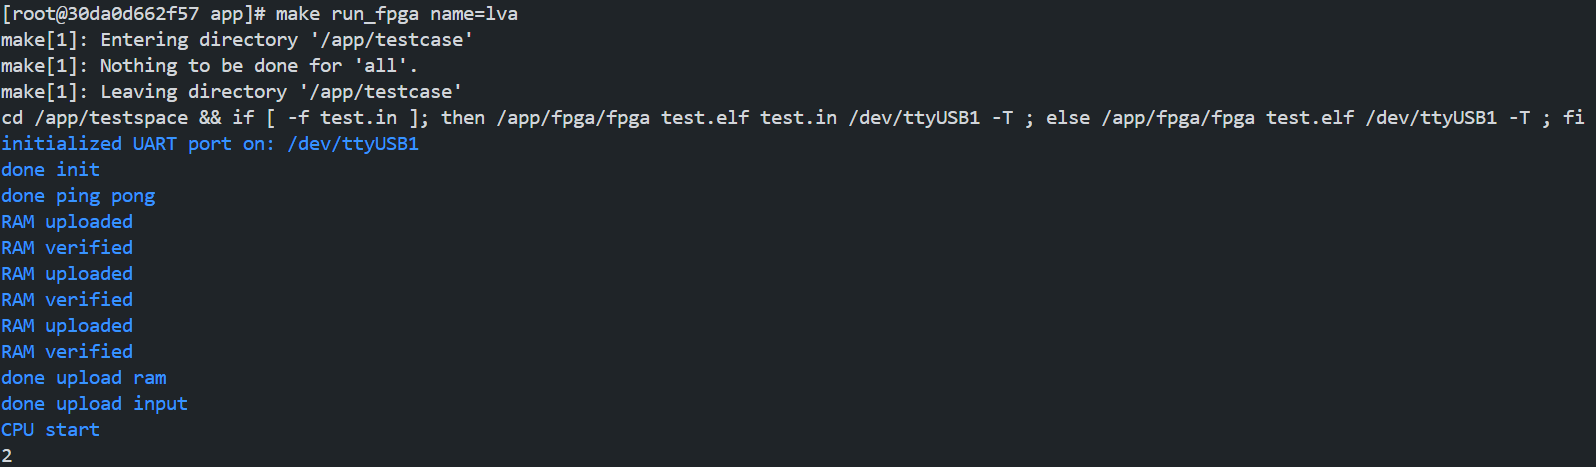 [root@30da0d662f57 app]# make run_fpga name=lva
make[1]: Entering directory '/app/testcase'
make[1]: Nothing to be done for 'all'.
make[1]: Leaving directory '/app/testcase'
cd /app/testspace && if [ -f test.in ]; then /app/fpga/fpga test.elf test.in /dev/ttyUSB1 -T ; else /app/fpga/fpga test.elf /dev/ttyUSB1 -T ; fi
initialized UART port on: /dev/ttyUSB1
done init
done ping pong
RAM uploaded
RAM verified
RAM uploaded
RAM verified
RAM uploaded
RAM verified
done upload ram
done upload input
CPU start
2